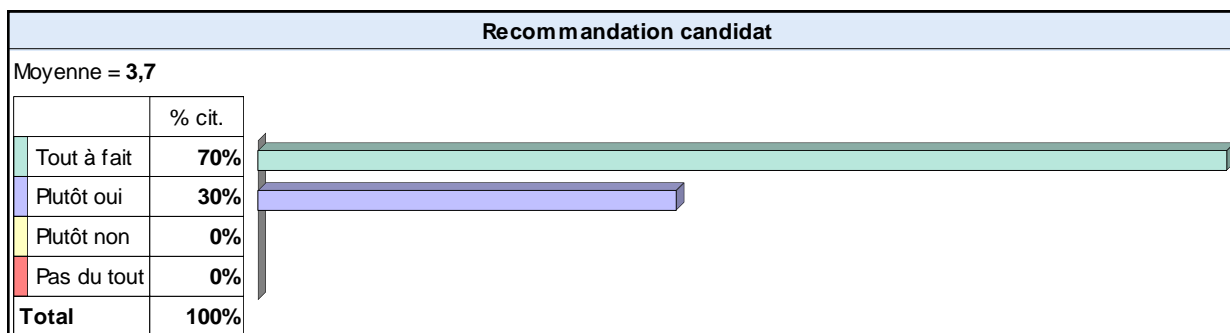 Recommandation candidat
Moyenne = 3,7
% cit.
Tout à fait 70%
Plutôt oui 30%
Plutôt non 0%
Pas du tout 0%
Total 100%